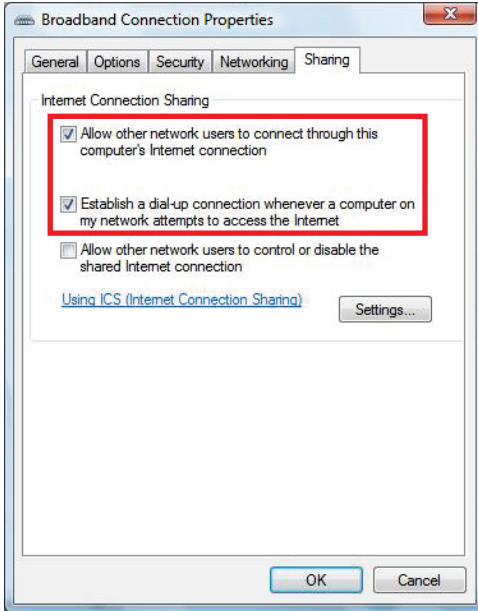 Broadband Connection Properties
X
General Options Security Networking Sharing
Internet Connection Sharing
Allow other network users to connect through this
computer's Internet connection
Establish a dial-up connection whenever a computer on
my network attempts to access the Internet
Allow other network users to control or disable the
shared Internet connection
Using ICS (Internet Connection Sharing)
Settings...
OK Cancel